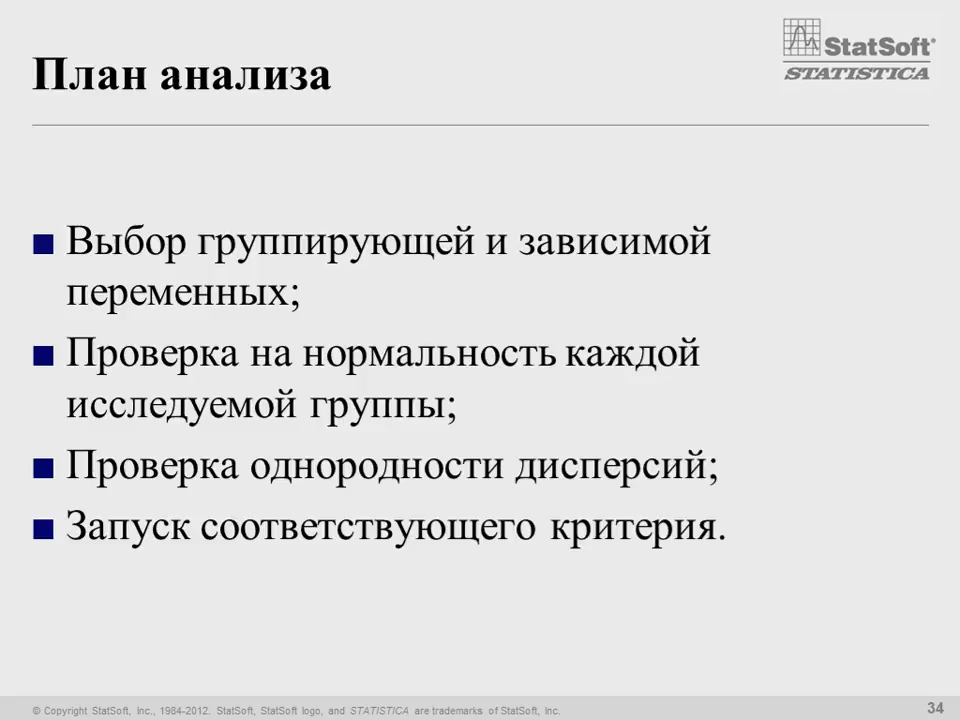 StatSoft®
STATISTICA
План анализа
Выбор группирующей и зависимой
переменных;
Проверка на нормальность каждой
исследуемой группы;
Проверка однородности дисперсий;
Запуск соответствующего критерия.
© Copyright StatSoft, Inc., 1984-2012. StatSoft, StatSoft logo, and STATISTICA are trademarks of StatSoft, Inc.
34